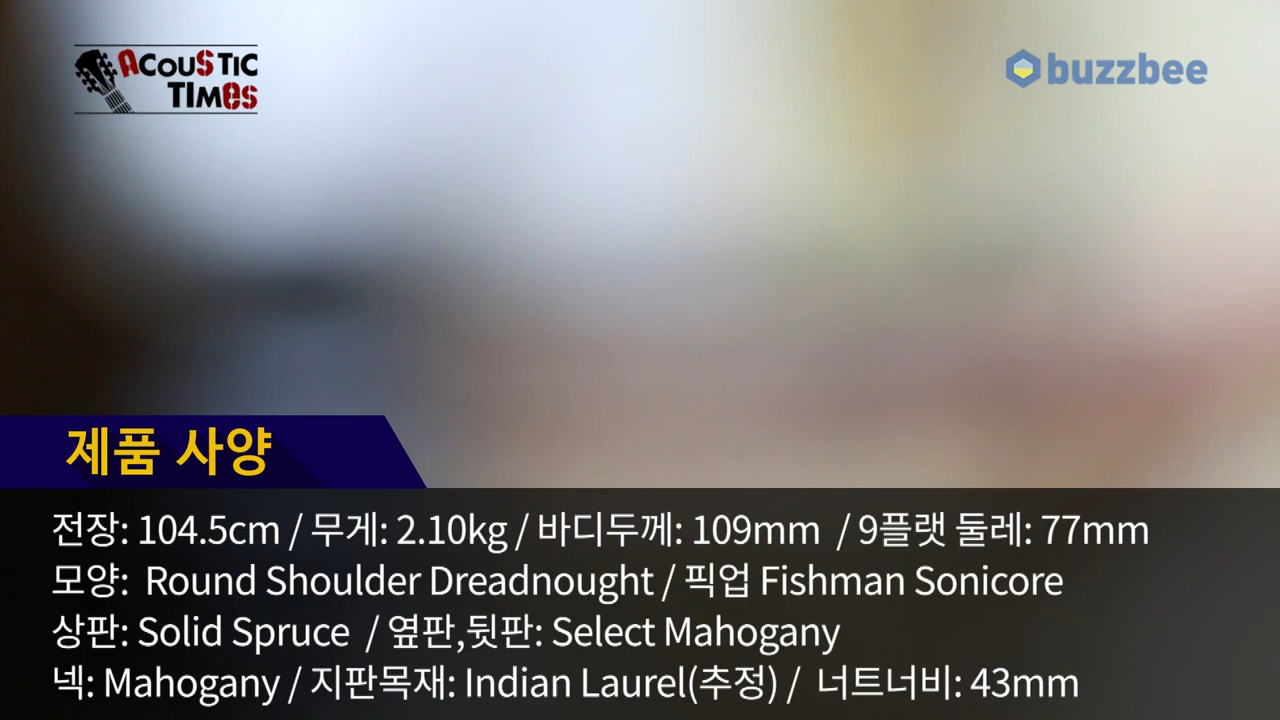 ACOUSTIC
TIMES
buzzbee
제품 사양
전장: 104.5cm / 무게: 2.10kg / 바디두께: 109mm / 9플랫 둘레: 77mm
모양: Round Shoulder Dreadnought / 픽업 Fishman Sonicore
상판: Solid Spruce / 옆판,뒷판: Select Mahogany
넥: Mahogany / 지판목재: Indian Laurel(추정) / 너트너비: 43mm